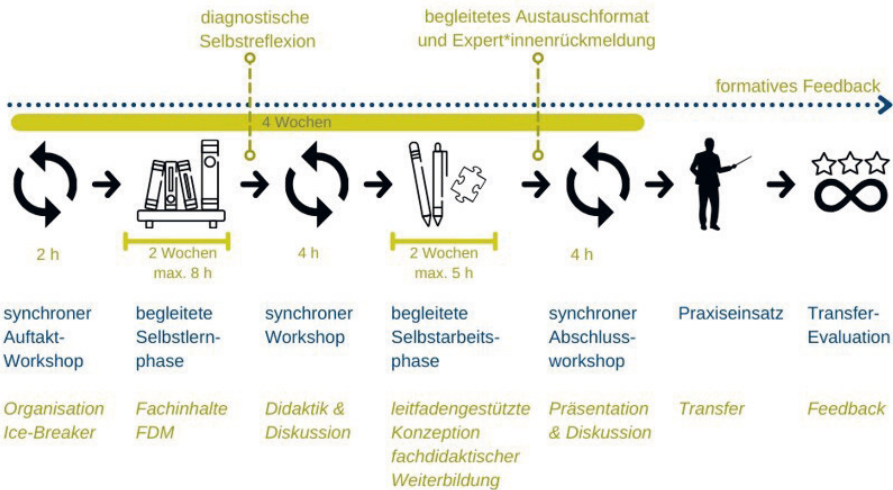 diagnostische
Selbstreflexion
begleitetes Austauschformat
und Expert*innenrückmeldung
formatives Feedback
4 Wochen
2 h
2 Wochen
max. 8 h
4 h
2 Wochen
max. 5 h
4 h
synchroner
Auftakt-
Workshop
begleitete
Selbstlern-
phase
synchroner
Workshop
begleitete
Selbstarbeits-
phase
synchroner
Abschluss-
workshop
Praxiseinsatz
Transfer-
Evaluation
Organisation
Ice-Breaker
Fachinhalte
FDM
Didaktik &
Diskussion
leitfadengestützte
Konzeption
fachdidaktischer
Weiterbildung
Präsentation
& Diskussion
Transfer
Feedback